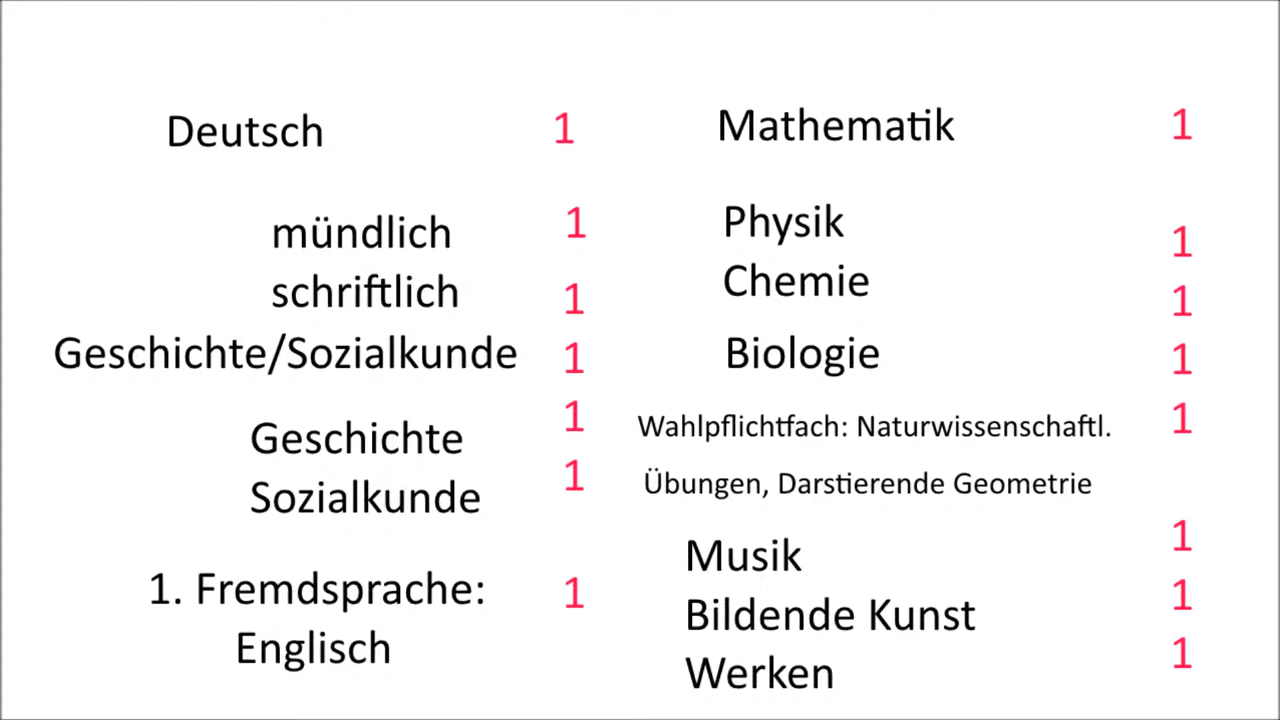 Deutsch 1
mündlich 1
schriftlich 1
Geschichte/Sozialkunde 1
Geschichte 1
Sozialkunde 1
1. Fremdsprache: 1
Englisch
Mathematik 1
Physik 1
Chemie 1
Biologie 1
Wahlpflichtfach: Naturwissenschaftl. 1
Übungen, Darstierende Geometrie
Musik 1
Bildende Kunst 1
Werken 1